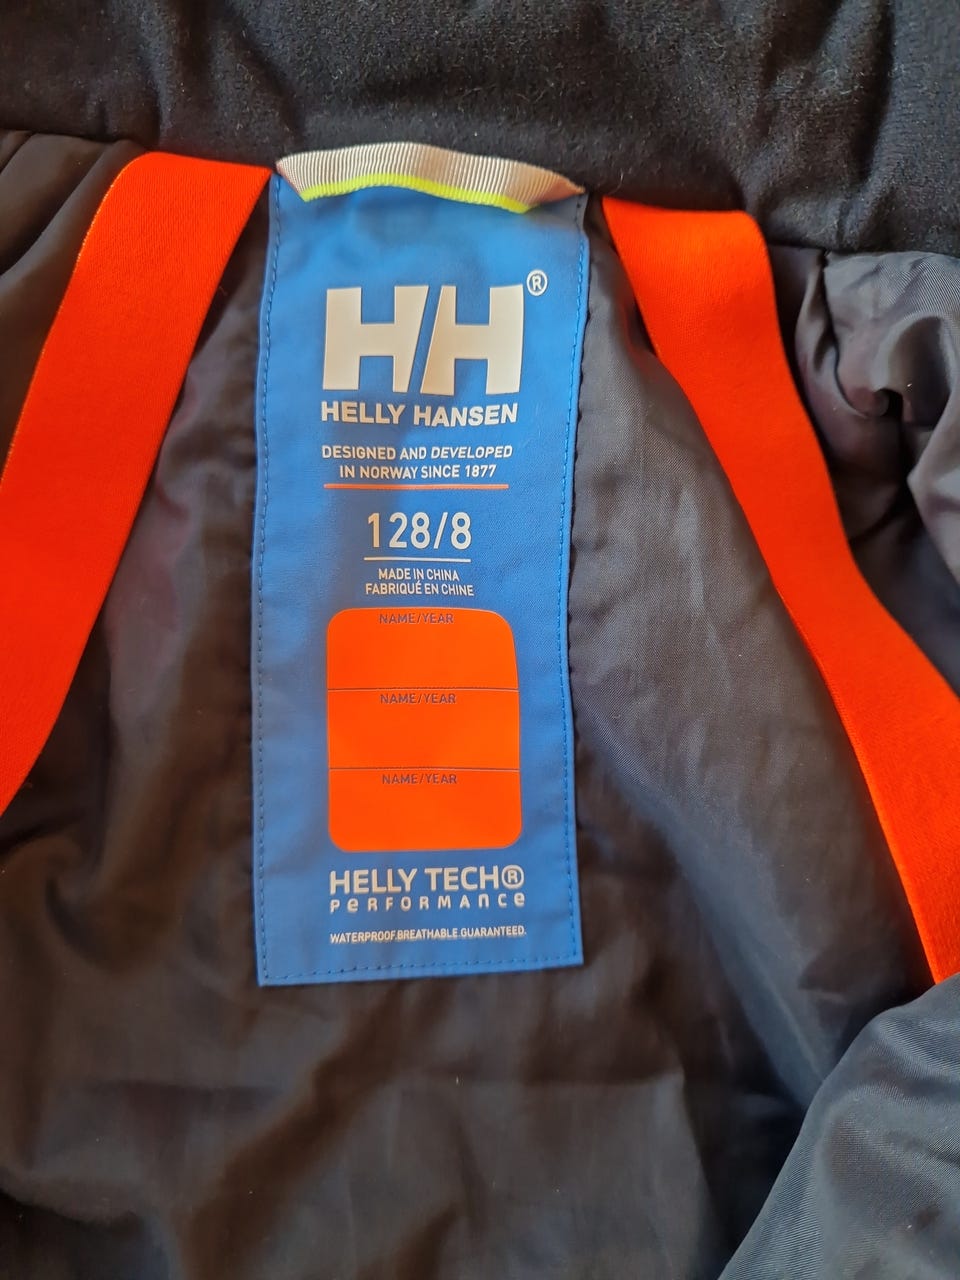 HH®
HELLY HANSEN
DESIGNED AND DEVELOPED
IN NORWAY SINCE 1877
128/8
MADE IN CHINA
FABRIQUÉ EN CHINE
NAME/YEAR
NAME/YEAR
NAME/YEAR
HELLY TECH®
PERFORMANCE
WATERPROOF.BREATHABLE.GUARANTEED.